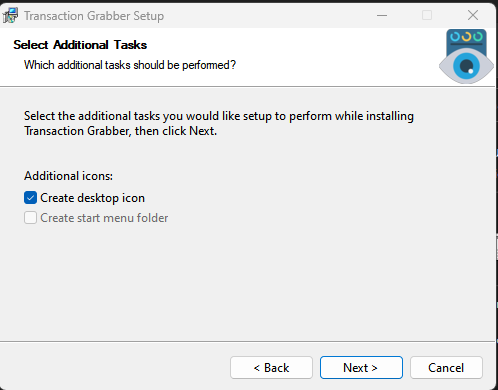 Transaction Grabber Setup
Select Additional Tasks
Which additional tasks should be performed?
Select the additional tasks you would like setup to perform while installing
Transaction Grabber, then click Next.
Additional icons:
Create desktop icon
Create start menu folder
< Back
Next >
Cancel